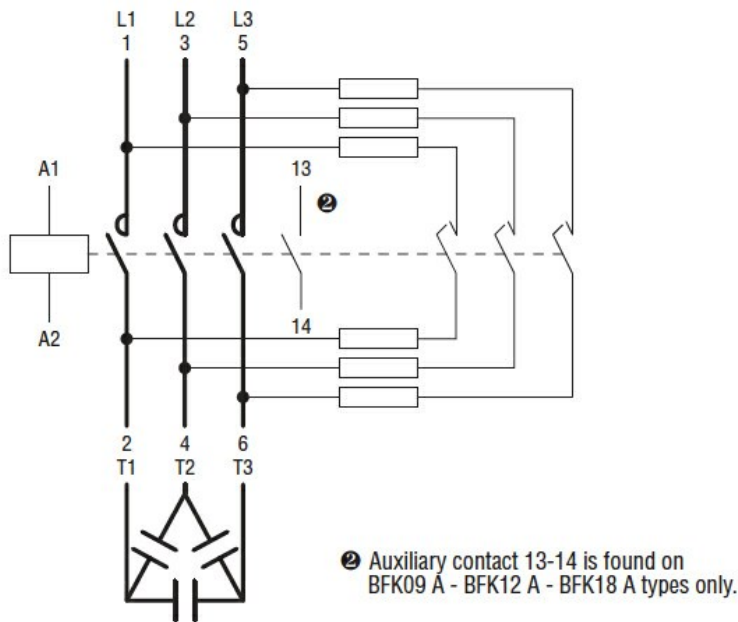 L1 L2 L3
1 3 5
A1
13
❷
A2
14
2 4 6
T1 T2 T3
❷ Auxiliary contact 13-14 is found on
BFK09 A - BFK12 A - BFK18 A types only.